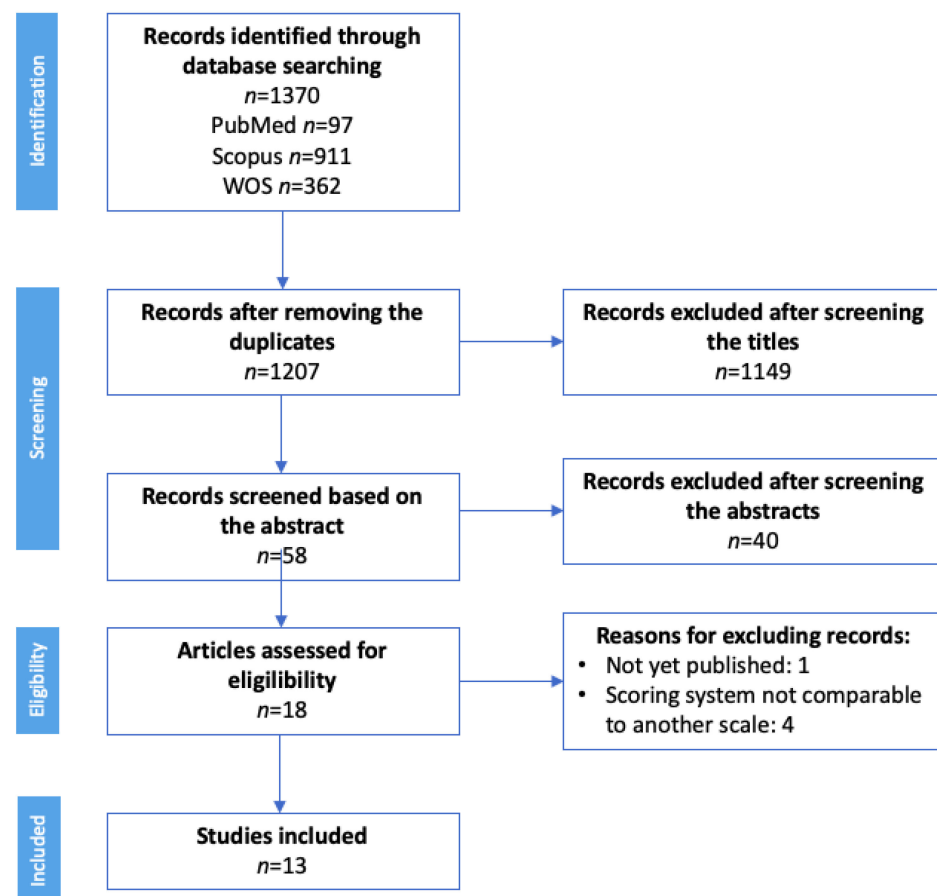 Identification
Records identified through
database searching
n=1370
PubMed n=97
Scopus n=911
WOS n=362
Screening
Records after removing the
duplicates
n=1207
Records excluded after screening
the titles
n=1149
Records screened based on
the abstract
n=58
Records excluded after screening
the abstracts
n=40
Eligibility
Articles assessed for
eligilibility
n=18
Reasons for excluding records:
• Not yet published: 1
• Scoring system not comparable
to another scale: 4
Included
Studies included
n=13